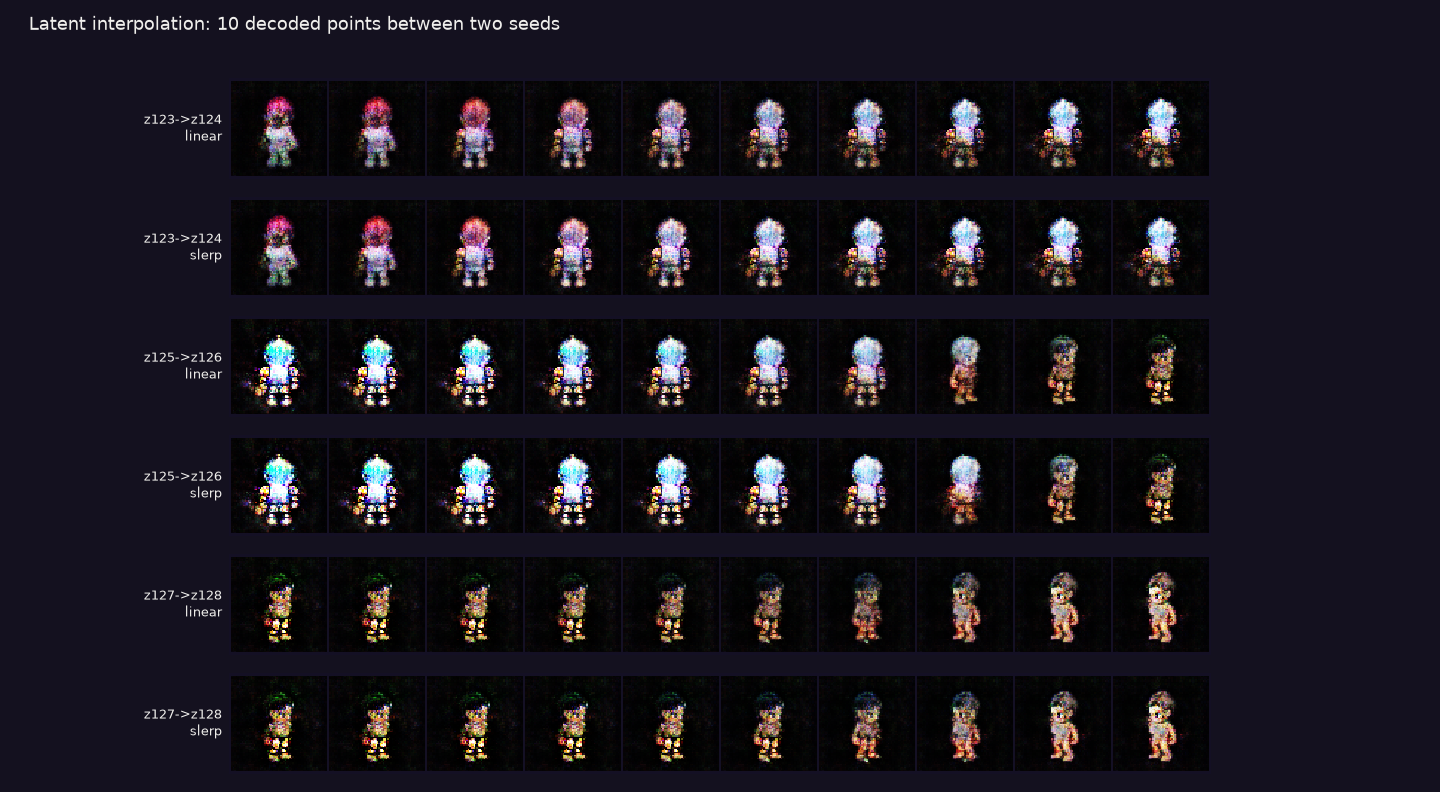 Latent interpolation: 10 decoded points between two seeds
z123->z124
linear
z123->z124
slerp
z125->z126
linear
z125->z126
slerp
z127->z128
linear
z127->z128
slerp